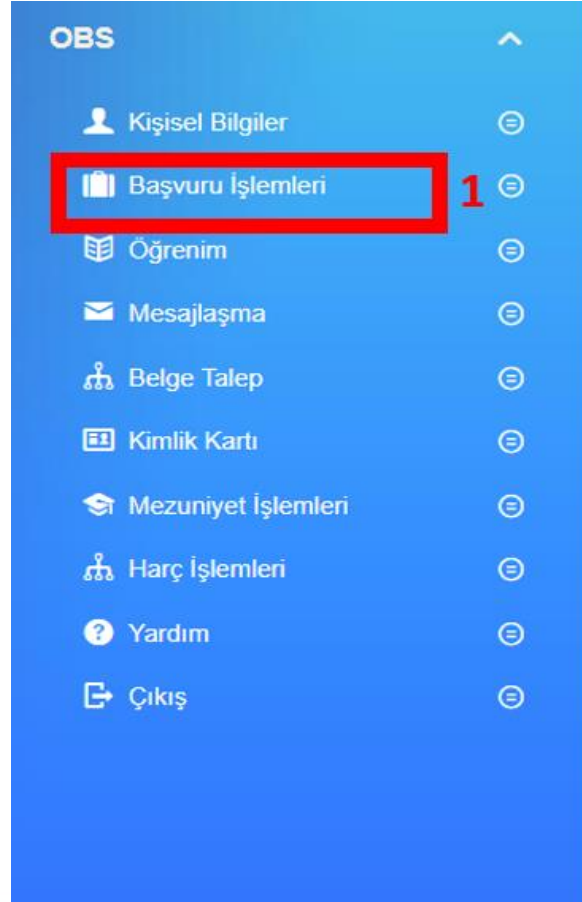 OBS
Kişisel Bilgiler
Başvuru İşlemleri 1
Öğrenim
Mesajlaşma
Belge Talep
Kimlik Kartı
Mezuniyet İşlemleri
Harç İşlemleri
Yardım
Çıkış